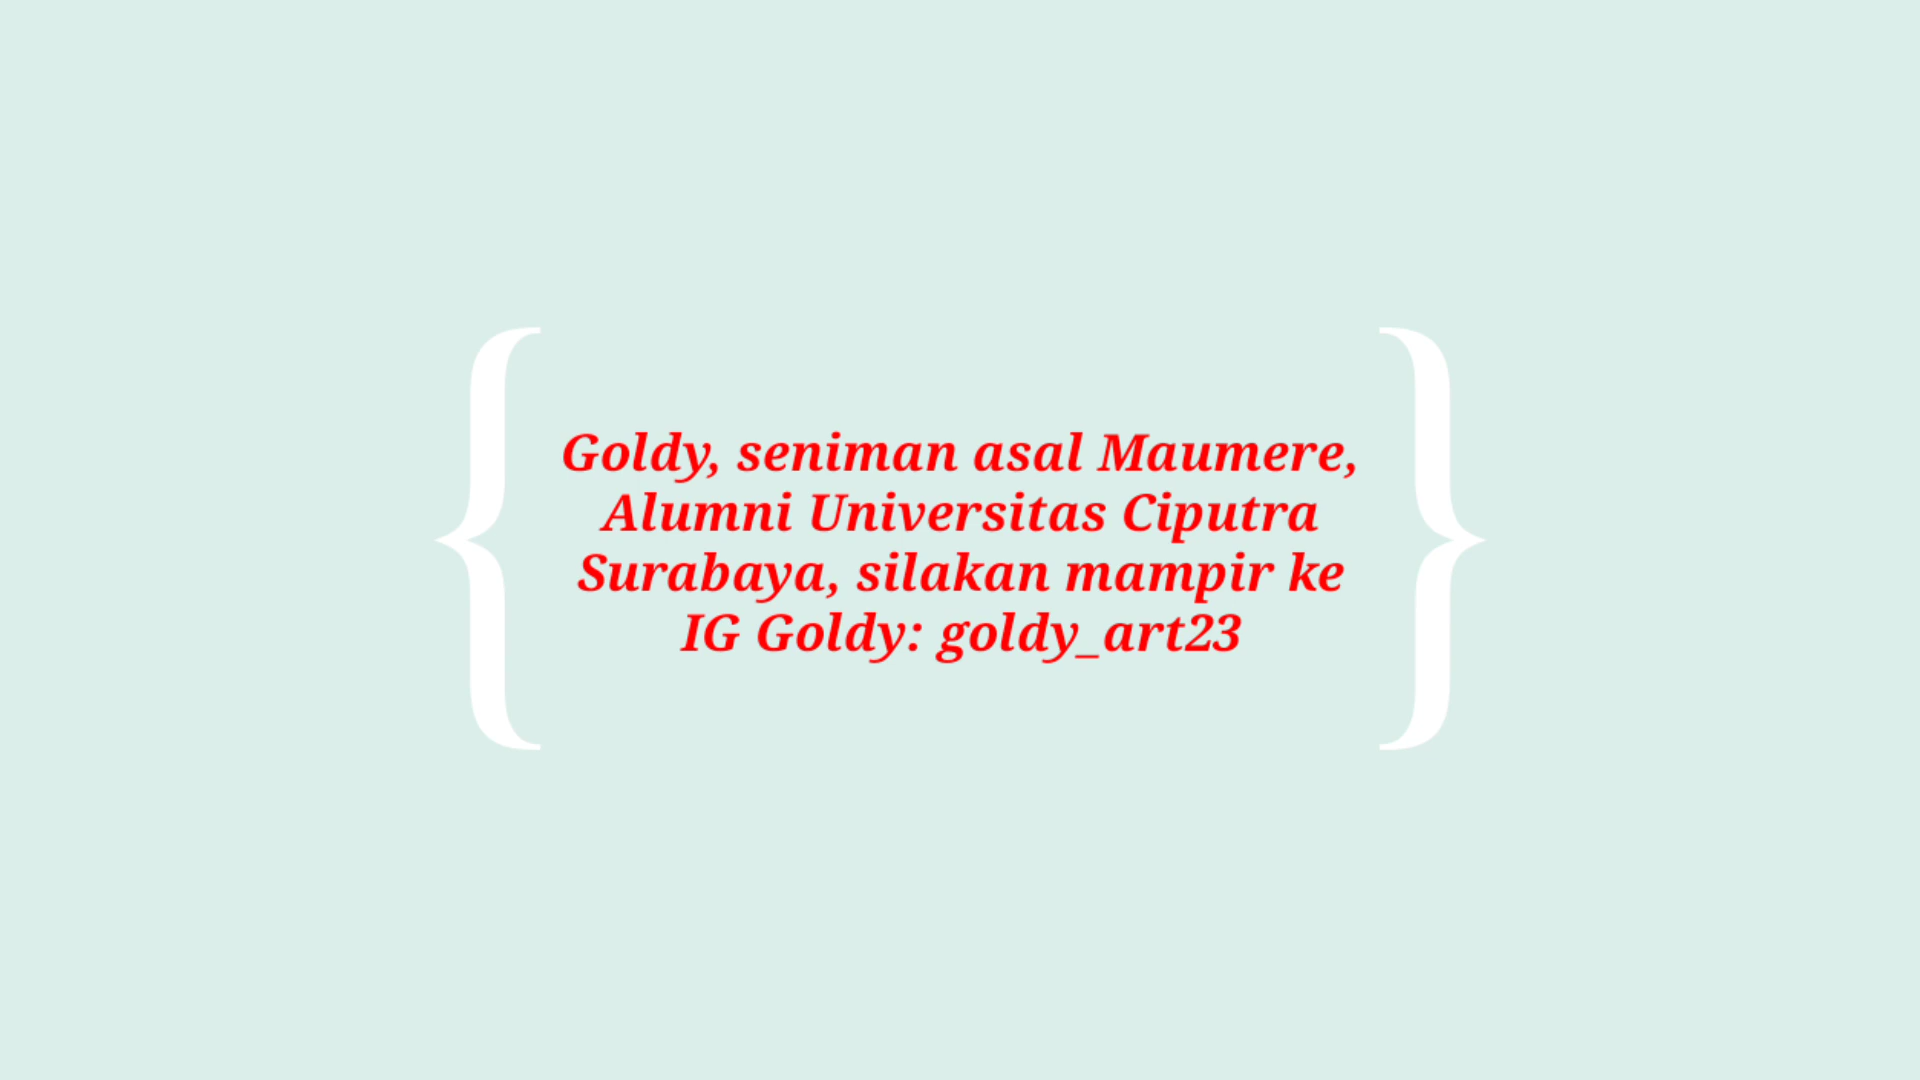 Goldy, seniman asal Maumere,
Alumni Universitas Ciputra
Surabaya, silakan mampir ke
IG Goldy: goldy_art23